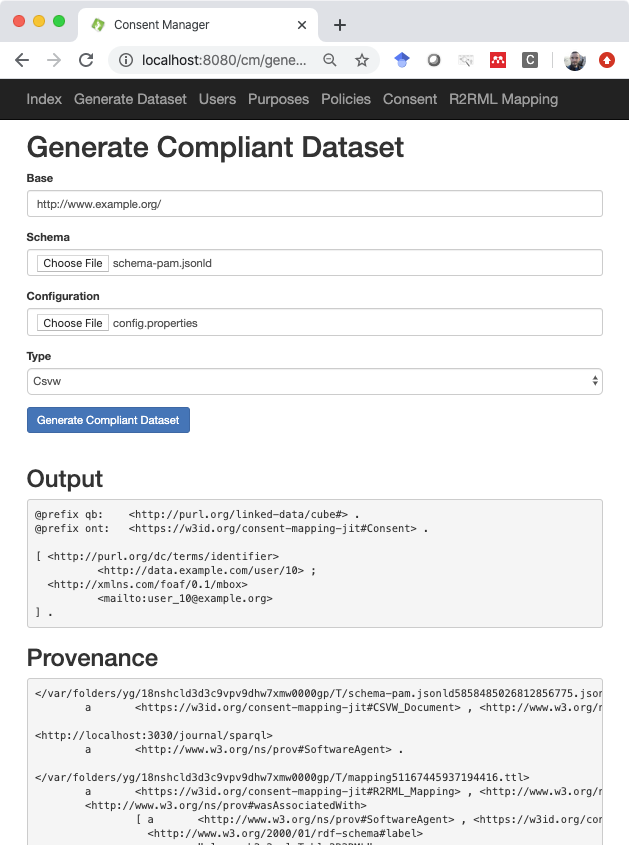 Consent Manager
localhost:8080/cm/gene...
C
Index Generate Dataset Users Purposes Policies Consent R2RML Mapping
Generate Compliant Dataset
Base
http://www.example.org/
Schema
Choose File schema-pam.jsonld
Configuration
Choose File config.properties
Type
Csvw
Generate Compliant Dataset
Output
@prefix qb: <http://purl.org/linked-data/cube#> .
@prefix ont: <https://w3id.org/consent-mapping-jit#Consent> .
[ <http://purl.org/dc/terms/identifier>
<http://data.example.com/user/10> ;
<http://xmlns.com/foaf/0.1/mbox>
<mailto:user_10@example.org>
] .
Provenance
</var/folders/yg/18nshcld3d3c9vpv9dhw7xmw0000gp/T/schema-pam.jsonld5858485026812856775.json
a <https://w3id.org/consent-mapping-jit#CSVW_Document> , <http://www.w3.org/n
<http://localhost:3030/journal/sparql>
a <http://www.w3.org/ns/prov#SoftwareAgent> .
</var/folders/yg/18nshcld3d3c9vpv9dhw7xmw0000gp/T/mapping51167445937194416.ttl>
a <https://w3id.org/consent-mapping-jit#R2RML_Mapping> , <http://www.w3.org/n
<http://www.w3.org/ns/prov#wasAssociatedWith>
[ a <http://www.w3.org/ns/prov#SoftwareAgent> , <https://w3id.org/con
<http://www.w3.org/2000/01/rdf-schema#label>